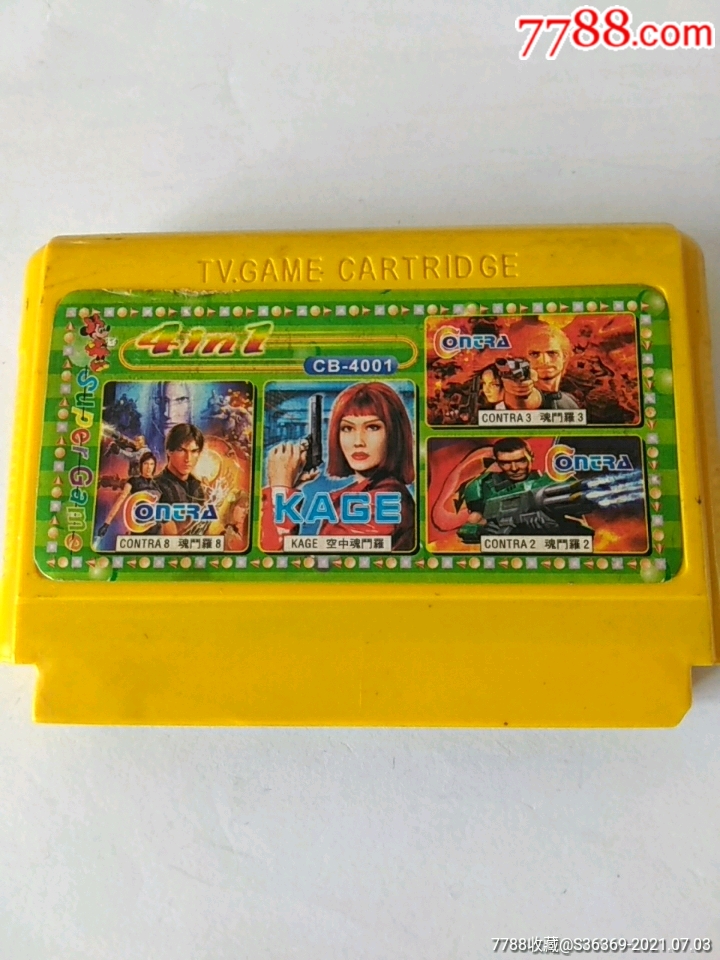 7788.com
TV.GAME CARTRIDGE
4in1
CB-4001
Super Game
CONTRA
CONTRA 3 魂鬥羅 3
CONTRA
CONTRA 8 魂鬥羅 8
KAGE
KAGE 空中魂鬥羅
CONTRA
CONTRA 2 魂鬥羅 2
7788收藏@S36369-2021.07.03